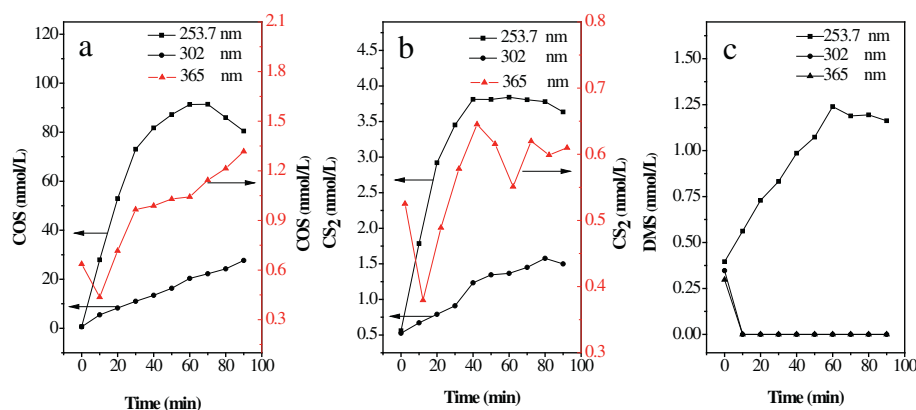 a
253.7 nm
302 nm
365 nm
120
100
80
60
40
20
0
2.1
1.8
1.5
1.2
0.9
0.6
0.3
0 20 40 60 80 100
COS (nmol/L)
COS (nmol/L)
Time (min)
b
253.7 nm
302 nm
365 nm
4.5
4.0
3.5
3.0
2.5
2.0
1.5
1.0
0.5
0.8
0.7
0.6
0.5
0.4
0.3
0 20 40 60 80 100
CS2 (nmol/L)
CS2 (nmol/L)
Time (min)
c
253.7 nm
302 nm
365 nm
1.50
1.25
1.00
0.75
0.50
0.25
0.00
0 20 40 60 80 100
DMS (nmol/L)
Time (min)